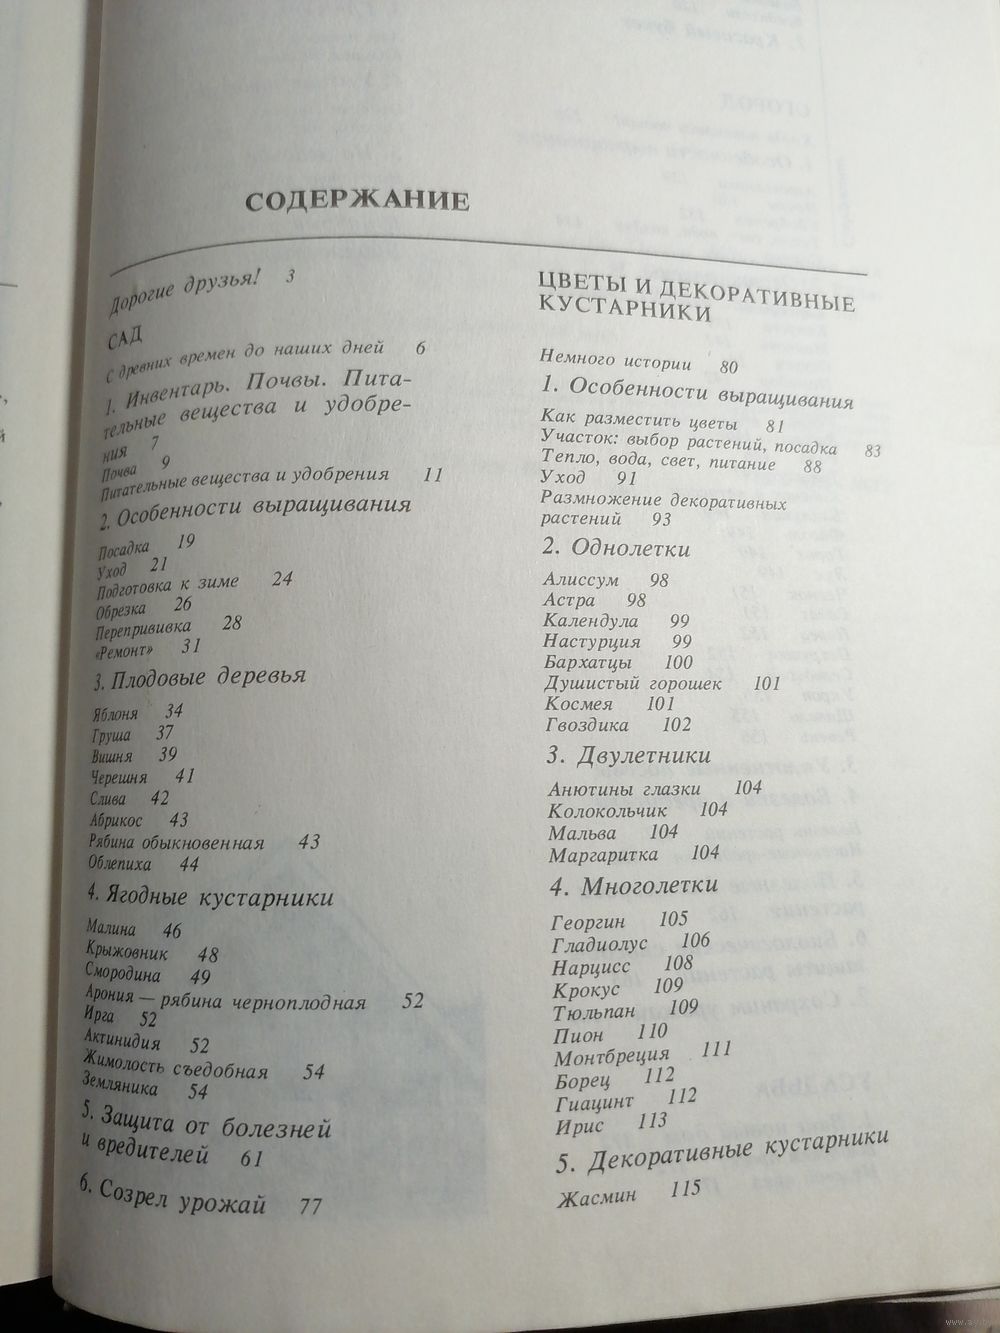 СОДЕРЖАНИЕ
Дорогие друзья! 3
САД
С древних времен до наших дней 6
1. Инвентарь. Почвы. Пита-
тельные вещества и удобре-
ния 7
Почва 9
Питательные вещества и удобрения 11
2. Особенности выращивания
Посадка 19
Уход 21
Подготовка к зиме 24
Обрезка 26
Перепрививка 28
«Ремонт» 31
3. Плодовые деревья
Яблоня 34
Груша 37
Вишня 39
Черешня 41
Слива 42
Абрикос 43
Рябина обыкновенная 43
Облепиха 44
4. Ягодные кустарники
Малина 46
Крыжовник 48
Смородина 49
Арония — рябина черноплодная 52
Ирга 52
Актинидия 52
Жимолость съедобная 54
Земляника 54
5. Защита от болезней
и вредителей 61
6. Созрел урожай 77
ЦВЕТЫ И ДЕКОРАТИВНЫЕ
КУСТАРНИКИ
Немного истории 80
1. Особенности выращивания
Как разместить цветы 81
Участок: выбор растений, посадка 83
Тепло, вода, свет, питание 88
Уход 91
Размножение декоративных
растений 93
2. Однолетки
Алиссум 98
Астра 98
Календула 99
Настурция 99
Бархатцы 100
Душистый горошек 101
Космея 101
Гвоздика 102
3. Двулетники
Анютины глазки 104
Колокольчик 104
Мальва 104
Маргаритка 104
4. Многолетки
Георгин 105
Гладиолус 106
Нарцисс 108
Крокус 109
Тюльпан 109
Пион 110
Монтбреция 111
Борец 112
Гиацинт 112
Ирис 113
5. Декоративные кустарники
Жасмин 115